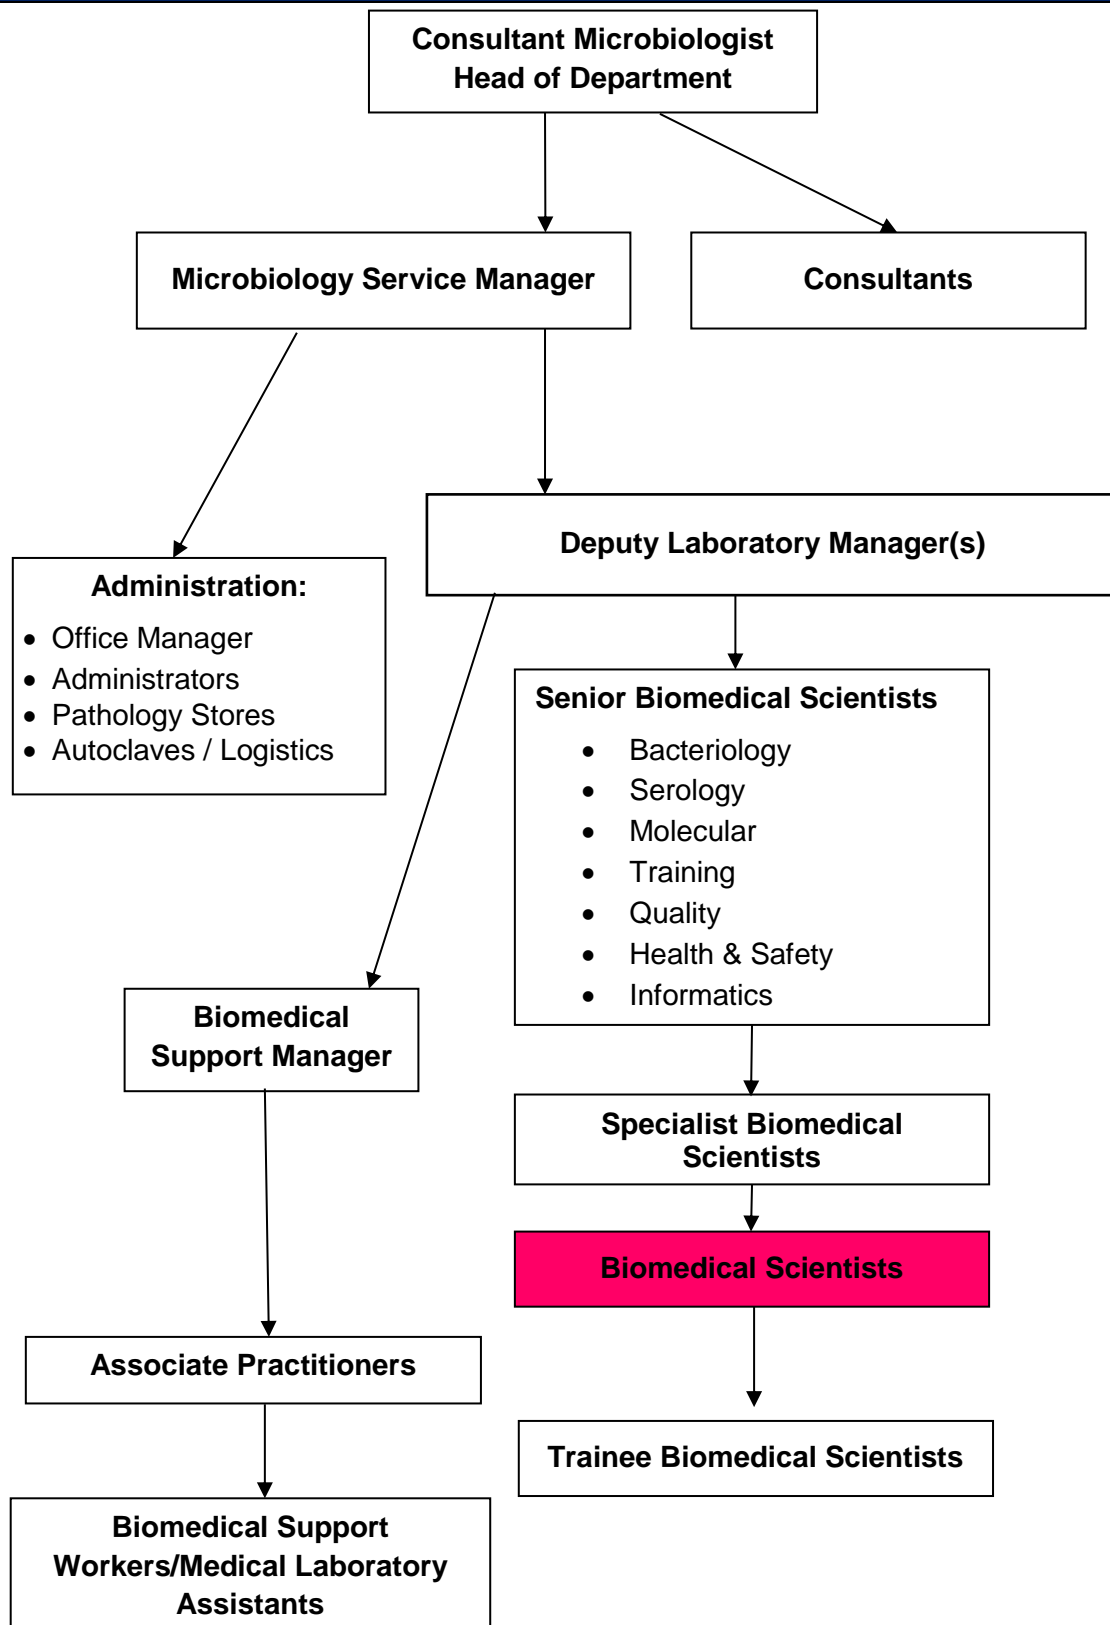 Consultant Microbiologist
Head of Department
Microbiology Service Manager
Consultants
Deputy Laboratory Manager(s)
Administration:
• Office Manager
• Administrators
• Pathology Stores
• Autoclaves / Logistics
Senior Biomedical Scientists
• Bacteriology
• Serology
• Molecular
• Training
• Quality
• Health & Safety
• Informatics
Biomedical
Support Manager
Specialist Biomedical
Scientists
Biomedical Scientists
Associate Practitioners
Trainee Biomedical Scientists
Biomedical Support
Workers/Medical Laboratory
Assistants